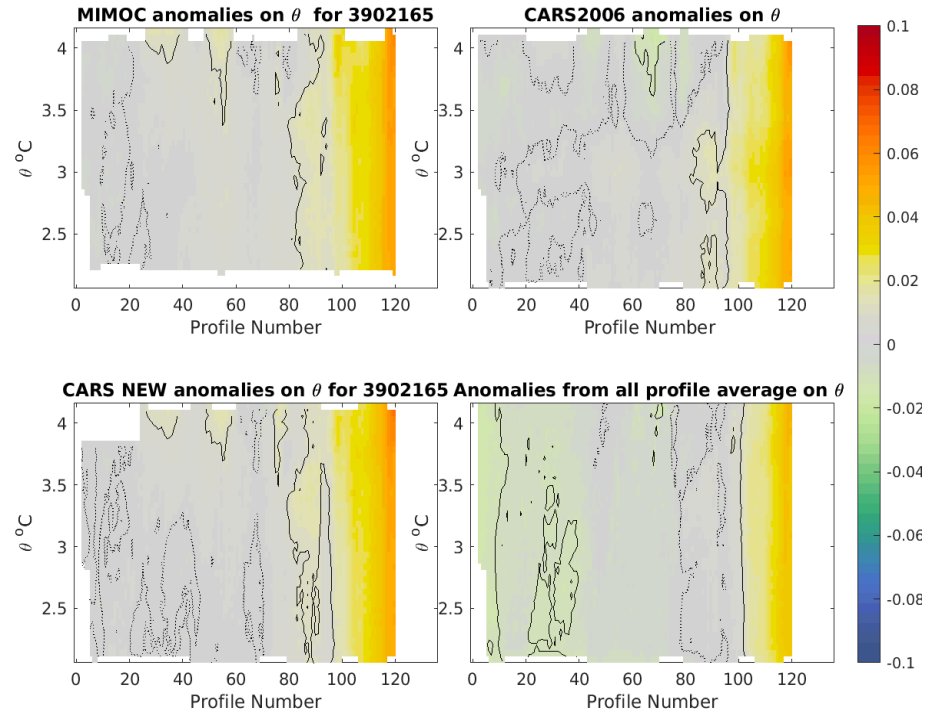 MIMOC anomalies on θ for 3902165
4
3.5
3
2.5
θ °C
0 20 40 60 80 100 120
Profile Number
CARS2006 anomalies on θ
4
3.5
3
2.5
θ °C
0 20 40 60 80 100 120
Profile Number
CARS NEW anomalies on θ for 3902165
4
3.5
3
2.5
θ °C
0 20 40 60 80 100 120
Profile Number
Anomalies from all profile average on θ
4
3.5
3
2.5
θ °C
0 20 40 60 80 100 120
Profile Number
0.1
0.08
0.06
0.04
0.02
0
-0.02
-0.04
-0.06
-0.08
-0.1